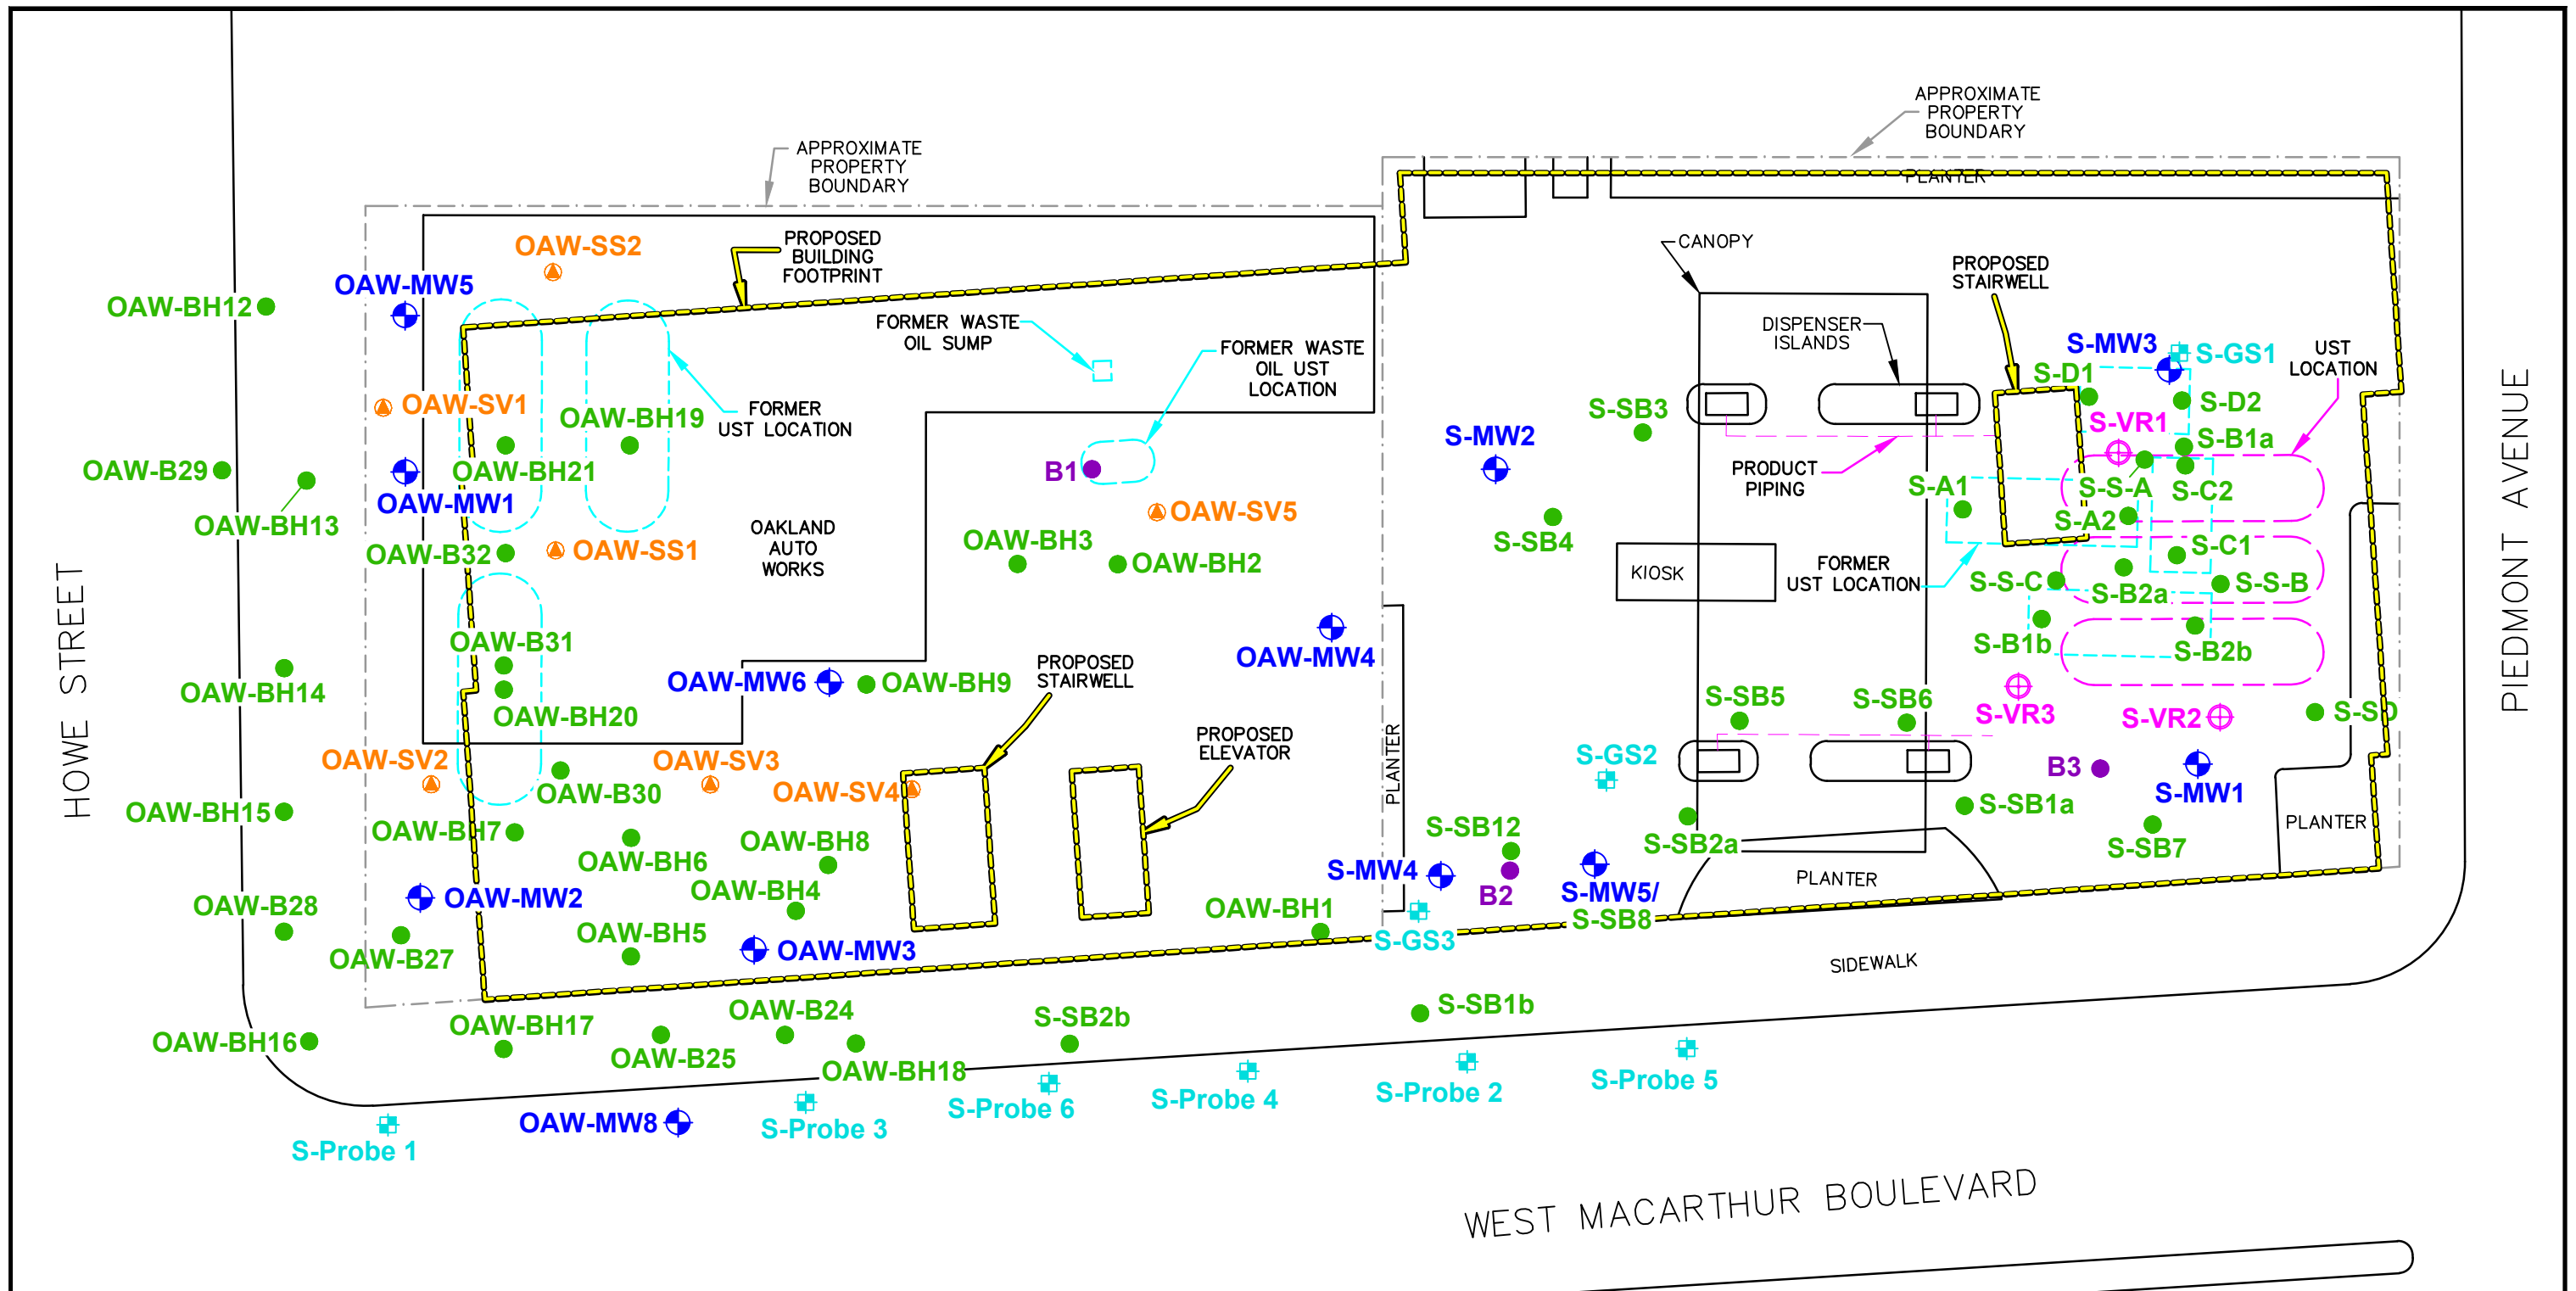 APPROXIMATE
PROPERTY
BOUNDARY
APPROXIMATE
PROPERTY
BOUNDARY
PLANTER
OAW-SS2
PROPOSED
BUILDING
FOOTPRINT
CANOPY
PROPOSED
STAIRWELL
OAW-MW5
OAW-BH12
FORMER WASTE
OIL SUMP
FORMER WASTE
OIL UST
LOCATION
DISPENSER
ISLANDS
S-MW3
S-GS1
UST
LOCATION
S-D1
S-D2
OAW-SV1
OAW-BH19
FORMER
UST LOCATION
S-SB3
S-VR1
S-MW2
S-B1a
OAW-B29
OAW-BH21
B1
PRODUCT
PIPING
S-A1
S-S-A
S-C2
OAW-MW1
OAW-BH13
OAW-SV5
S-A2
OAKLAND
AUTO
WORKS
OAW-B32
OAW-SS1
OAW-BH3
OAW-BH2
S-SB4
S-C1
KIOSK
FORMER
UST LOCATION
S-S-C
S-B2a
S-S-B
HOWE STREET
PIEDMONT AVENUE
OAW-B31
OAW-MW4
S-B1b
S-B2b
OAW-BH14
OAW-MW6
OAW-BH9
PROPOSED
STAIRWELL
OAW-BH20
S-SB5
S-SB6
S-VR3
S-VR2
S-SD
PROPOSED
ELEVATOR
PLANTER
OAW-SV2
OAW-SV3
OAW-SV4
S-GS2
B3
S-MW1
OAW-B30
OAW-BH15
OAW-BH7
OAW-BH6
OAW-BH8
S-SB12
S-SB2a
S-SB1a
S-SB7
PLANTER
OAW-BH4
S-MW4
B2
S-MW5/
S-SB8
PLANTER
OAW-B28
OAW-MW2
OAW-BH1
OAW-BH5
OAW-B27
OAW-MW3
S-GS3
SIDEWALK
OAW-BH16
OAW-BH17
OAW-B25
OAW-B24
OAW-BH18
S-SB2b
S-SB1b
S-Probe 1
OAW-MW8
S-Probe 3
S-Probe 6
S-Probe 4
S-Probe 2
S-Probe 5
WEST MACARTHUR BOULEVARD